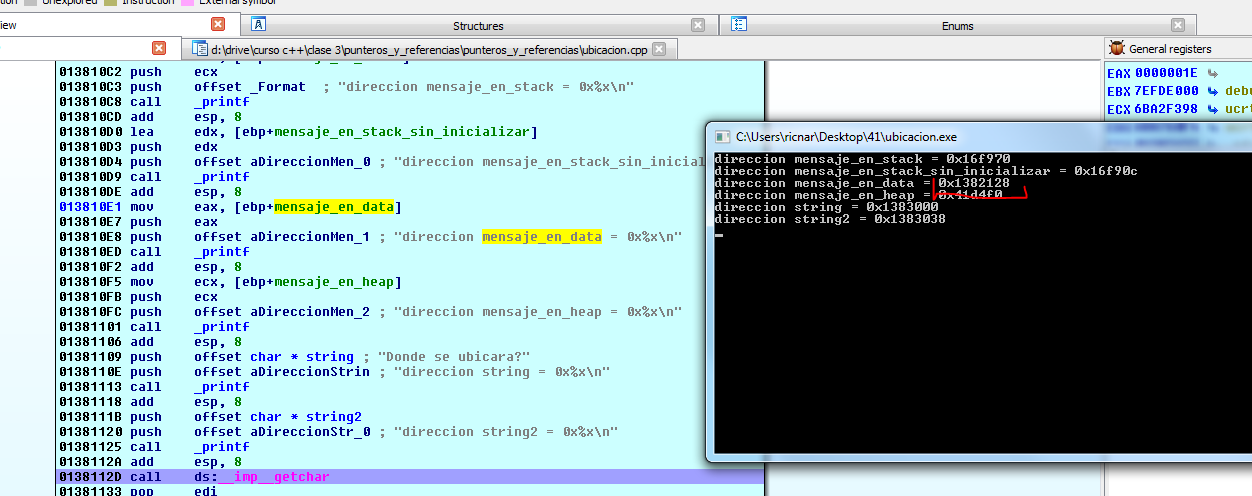 tion Unexplored Instruction External symbol
iew Structures Enums
d:\drive\curso c++\clase 3\punteros_y_referencias\punteros_y_referencias\ubicacion.cpp General registers
013810C2 push ecx
013810C3 push offset _Format ; "direccion mensaje_en_stack = 0x%x\n"
013810C8 call _printf
013810CD add esp, 8
013810D0 lea edx, [ebp+mensaje_en_stack_sin_inicializar]
013810D3 push edx
013810D4 push offset aDireccionMen_0 ; "direccion mensaje_en_stack_sin_inicializ
013810D9 call _printf
013810DE add esp, 8
013810E1 mov eax, [ebp+mensaje_en_data]
013810E7 push eax
013810E8 push offset aDireccionMen_1 ; "direccion mensaje_en_data = 0x%x\n"
013810ED call _printf
013810F2 add esp, 8
013810F5 mov ecx, [ebp+mensaje_en_heap]
013810FB push ecx
013810FC push offset aDireccionMen_2 ; "direccion mensaje_en_heap = 0x%x\n"
01381101 call _printf
01381106 add esp, 8
01381109 push offset char * string ; "Donde se ubicara?"
0138110E push offset aDireccionStrin ; "direccion string = 0x%x\n"
01381113 call _printf
01381118 add esp, 8
0138111B push offset char * string2
01381120 push offset aDireccionStr_0 ; "direccion string2 = 0x%x\n"
01381125 call _printf
0138112A add esp, 8
0138112D call ds:__imp__getchar
01381133 pop edi
EAX 0000001E
EBX 7EFDE000 debu
ECX 6BA2F398 ucrt
C:\Users\ricnar\Desktop\41\ubicacion.exe
direccion mensaje_en_stack = 0x16f970
direccion mensaje_en_stack_sin_inicializar = 0x16f90c
direccion mensaje_en_data = 0x1382128
direccion mensaje_en_heap = 0x41d4f0
direccion string = 0x1383000
direccion string2 = 0x1383038